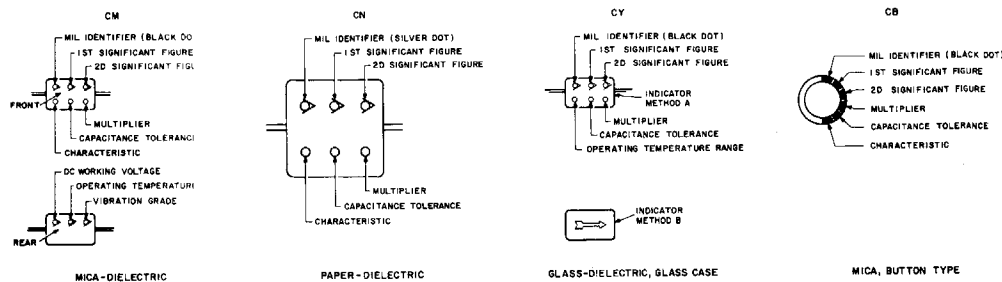 CM
MIL IDENTIFIER (BLACK DO
1ST SIGNIFICANT FIGURE
2D SIGNIFICANT FIGU
FRONT
MULTIPLIER
CAPACITANCE TOLERANC
CHARACTERISTIC
DC WORKING VOLTAGE
OPERATING TEMPERATUR
VIBRATION GRADE
REAR
MICA-DIELECTRIC
CN
MIL IDENTIFIER (SILVER DOT)
1ST SIGNIFICANT FIGURE
2D SIGNIFICANT FIGURE
MULTIPLIER
CAPACITANCE TOLERANCE
CHARACTERISTIC
PAPER-DIELECTRIC
CY
MIL IDENTIFIER (BLACK DOT)
1ST SIGNIFICANT FIGURE
2D SIGNIFICANT FIGURE
INDICATOR
METHOD A
MULTIPLIER
CAPACITANCE TOLERANCE
OPERATING TEMPERATURE RANGE
INDICATOR
METHOD B
GLASS-DIELECTRIC, GLASS CASE
CB
MIL IDENTIFIER (BLACK DOT)
1ST SIGNIFICANT FIGURE
2D SIGNIFICANT FIGURE
MULTIPLIER
CAPACITANCE TOLERANCE
CHARACTERISTIC
MICA, BUTTON TYPE